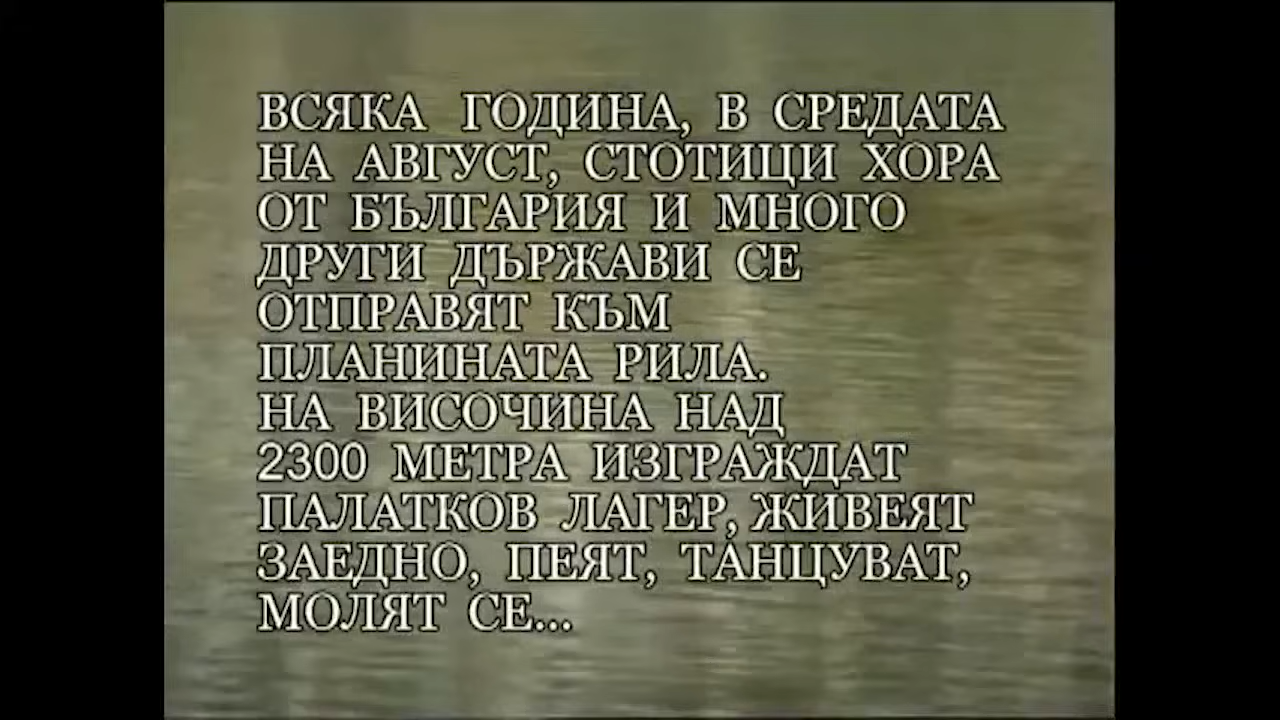 ВСЯКА ГОДИНА, В СРЕДАТА
НА АВГУСТ, СТОТИЦИ ХОРА
ОТ БЪЛГАРИЯ И МНОГО
ДРУГИ ДЪРЖАВИ СЕ
ОТПРАВЯТ КЪМ
ПЛАНИНАТА РИЛА.
НА ВИСОЧИНА НАД
2300 МЕТРА ИЗГРАЖДАТ
ПАЛАТКОВ ЛАГЕР, ЖИВЕЯТ
ЗАЕДНО, ПЕЯТ, ТАНЦУВАТ,
МОЛЯТ СЕ...